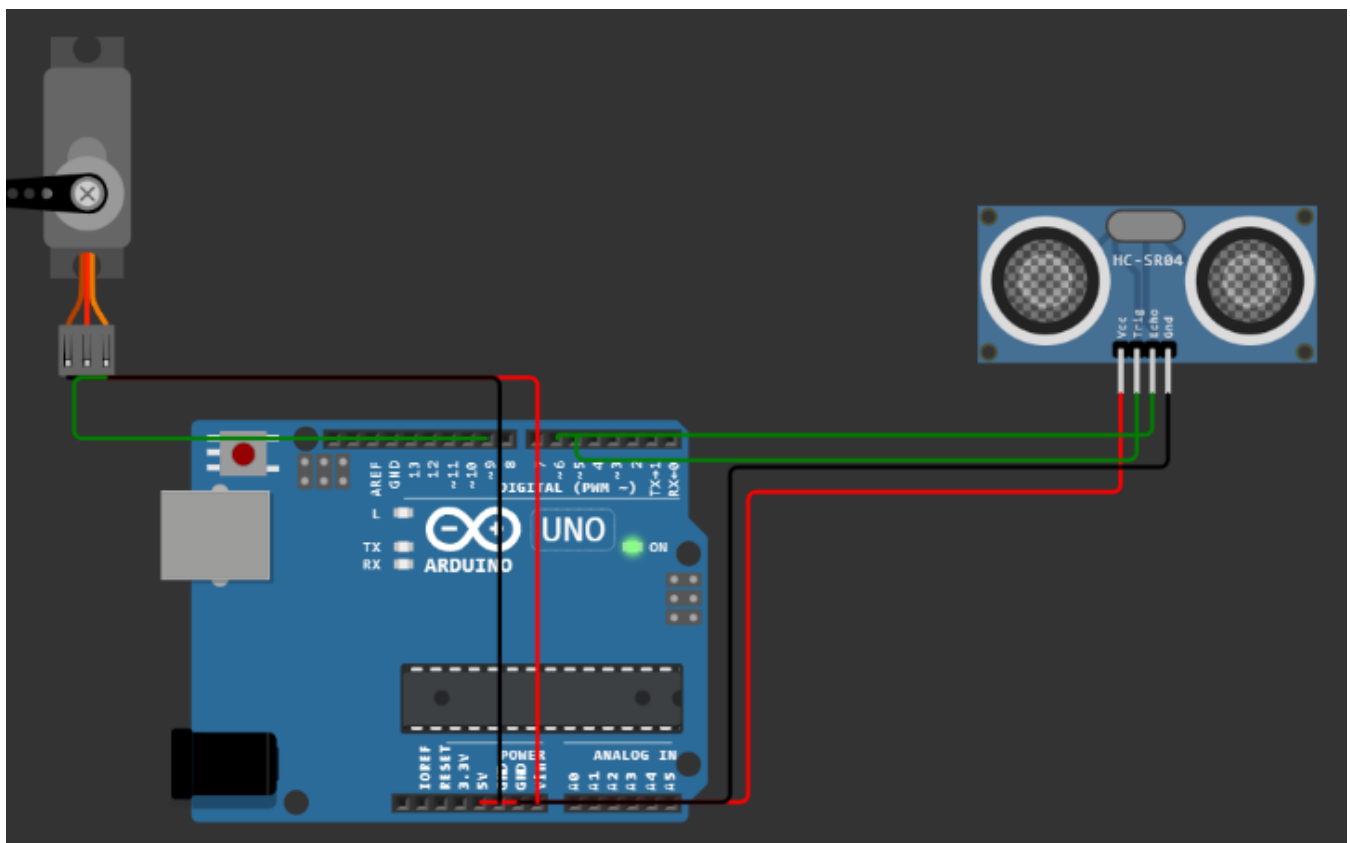 HC-SR04
Vcc
Trig
Echo
Gnd
AREF
GND
13
12
~11
~10
~9
8
7
~6
~5
4
~3
2
TX→1
RX←0
DIGITAL (PWM ~)
L
UNO
TX
ON
RX
ARDUINO
POWER
ANALOG IN
IOREF
RESET
3.3V
5V
GND
GND
VIN
A0
A1
A2
A3
A4
A5